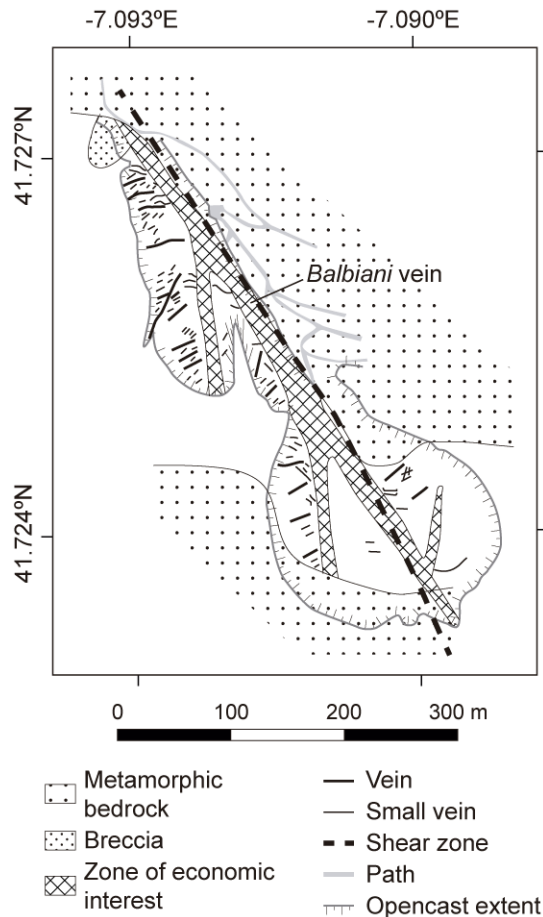 -7.093ºE
-7.090ºE
41.727ºN
Balbiani vein
41.724ºN
0 100 200 300 m
Metamorphic
bedrock
Breccia
Zone of economic
interest
Vein
Small vein
Shear zone
Path
Opencast extent